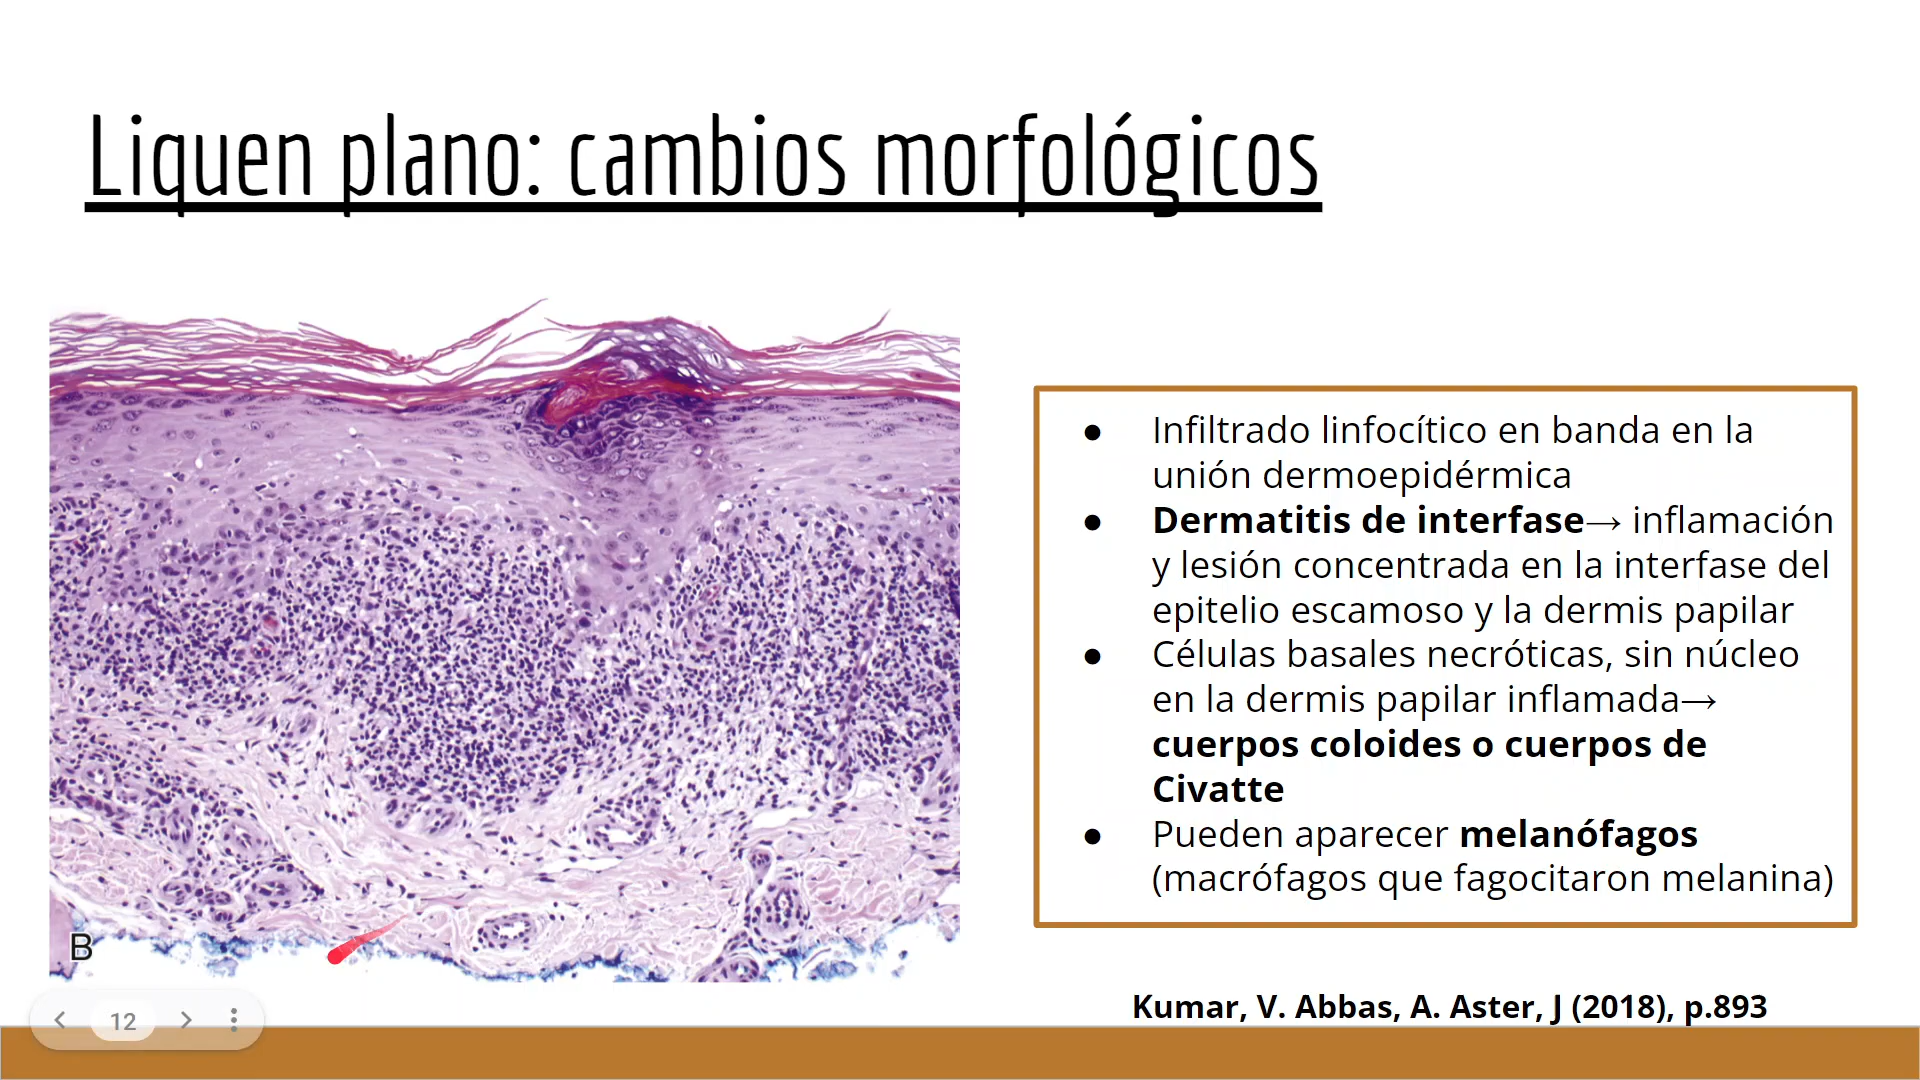 Liquen plano: cambios morfológicos
● Infiltrado linfocítico en banda en la
unión dermoepidérmica
● Dermatitis de interfase→ inflamación
y lesión concentrada en la interfase del
epitelio escamoso y la dermis papilar
● Células basales necróticas, sin núcleo
en la dermis papilar inflamada→
cuerpos coloides o cuerpos de
Civatte
● Pueden aparecer melanófagos
(macrófagos que fagocitaron melanina)
B
Kumar, V. Abbas, A. Aster, J (2018), p.893
12